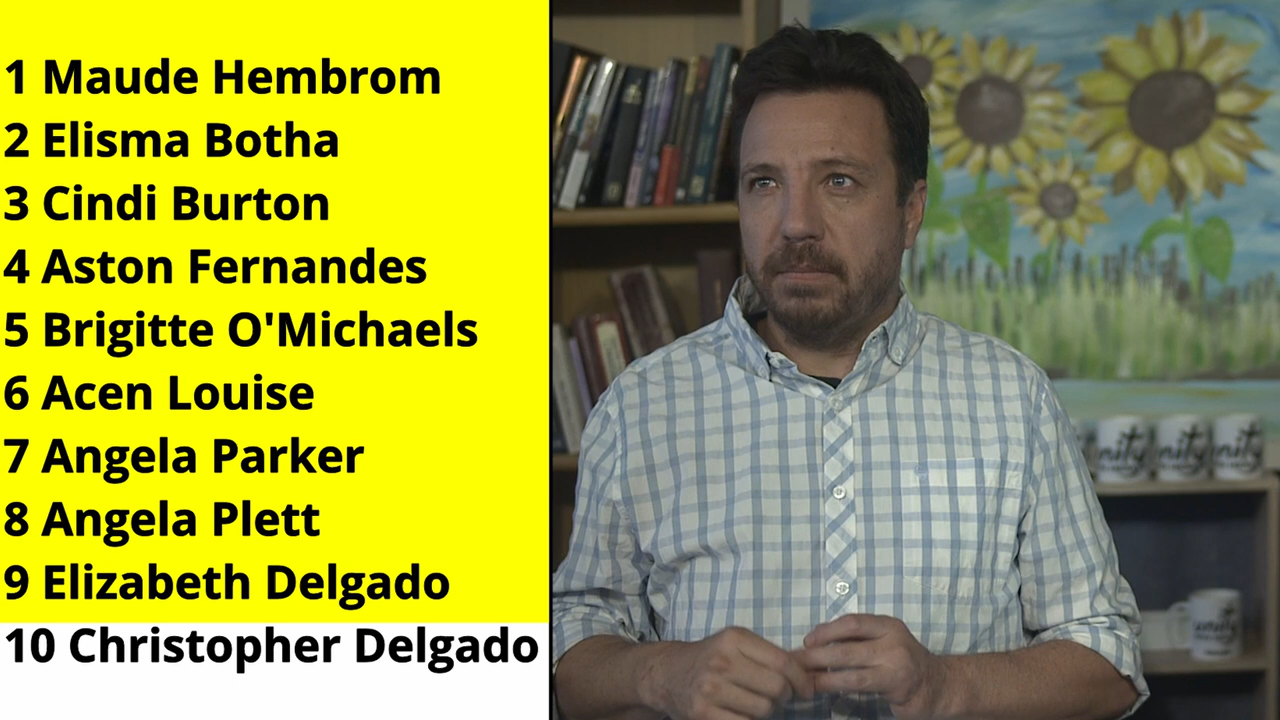 1 Maude Hembrom
2 Elisma Botha
3 Cindi Burton
4 Aston Fernandes
5 Brigitte O'Michaels
6 Acen Louise
7 Angela Parker
8 Angela Plett
9 Elizabeth Delgado
10 Christopher Delgado
unity